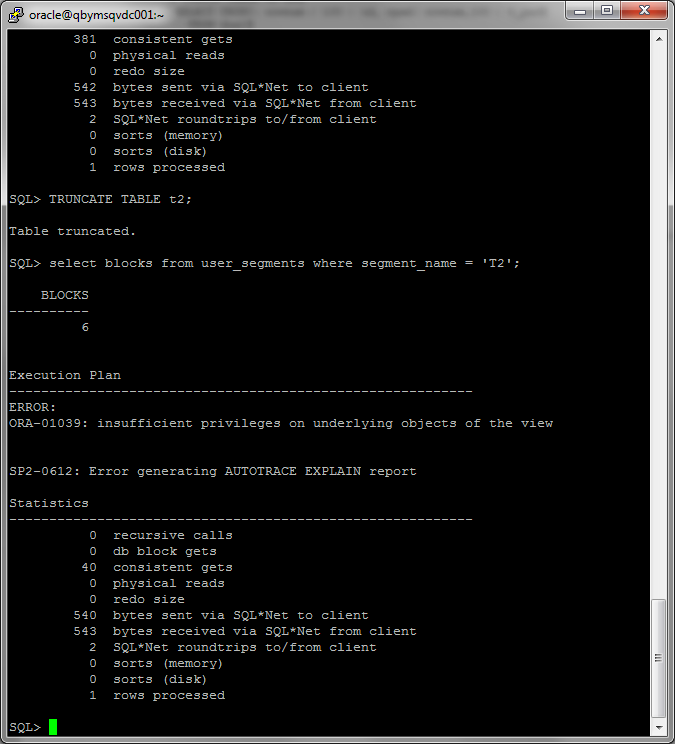 oracle@qbymsqvdc001:~
381 consistent gets
0 physical reads
0 redo size
542 bytes sent via SQL*Net to client
543 bytes received via SQL*Net from client
2 SQL*Net roundtrips to/from client
0 sorts (memory)
0 sorts (disk)
1 rows processed
SQL> TRUNCATE TABLE t2;
Table truncated.
SQL> select blocks from user_segments where segment_name = 'T2';
BLOCKS
----------
6
Execution Plan
----------------------------------------------------------
ERROR:
ORA-01039: insufficient privileges on underlying objects of the view
SP2-0612: Error generating AUTOTRACE EXPLAIN report
Statistics
----------------------------------------------------------
0 recursive calls
0 db block gets
40 consistent gets
0 physical reads
0 redo size
540 bytes sent via SQL*Net to client
543 bytes received via SQL*Net from client
2 SQL*Net roundtrips to/from client
0 sorts (memory)
0 sorts (disk)
1 rows processed
SQL>